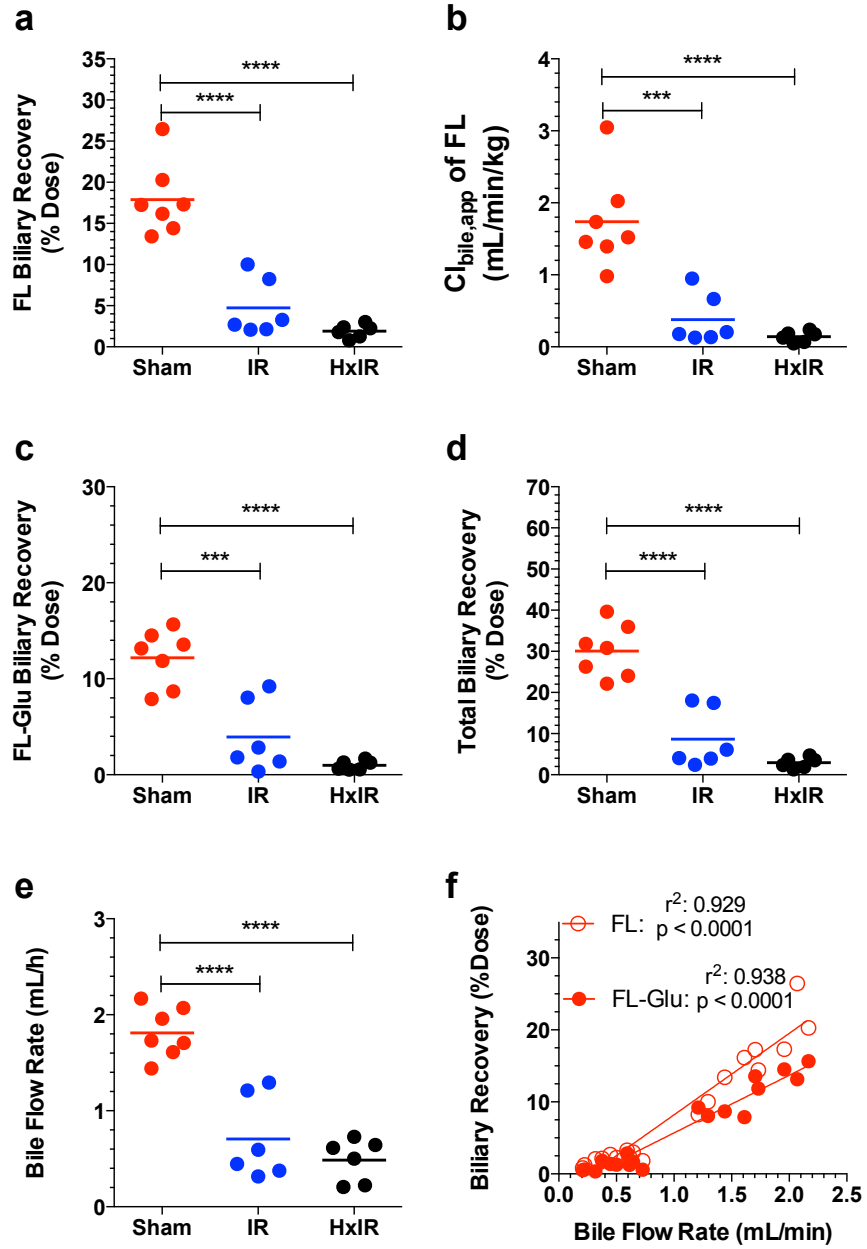 a
35
30
25
20
15
10
5
0
FL Biliary Recovery
(% Dose)
****
****
Sham IR HxIR
b
4
3
2
1
0
Cl bile,app of FL
(mL/min/kg)
****
***
Sham IR HxIR
c
30
20
10
0
FL-Glu Biliary Recovery
(% Dose)
****
***
Sham IR HxIR
d
70
60
50
40
30
20
10
0
Total Biliary Recovery
(% Dose)
****
****
Sham IR HxIR
e
3
2
1
0
Bile Flow Rate (mL/h)
****
****
Sham IR HxIR
f
30
20
10
0
Biliary Recovery (%Dose)
r²: 0.929
FL: p < 0.0001
r²: 0.938
FL-Glu: p < 0.0001
0.0 0.5 1.0 1.5 2.0 2.5
Bile Flow Rate (mL/min)